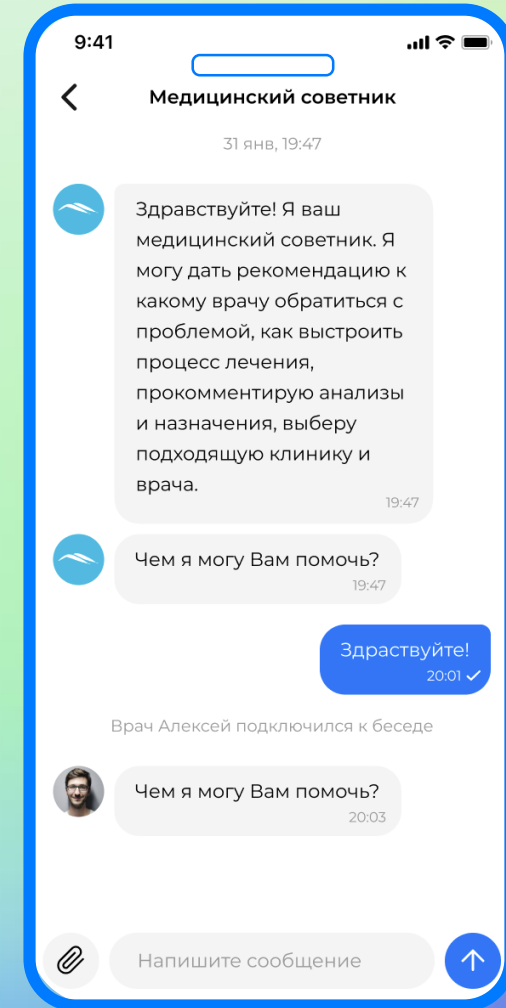 9:41
Медицинский советник
31 янв, 19:47
Здравствуйте! Я ваш
медицинский советник. Я
могу дать рекомендацию к
какому врачу обратиться с
проблемой, как выстроить
процесс лечения,
прокомментирую анализы
и назначения, выберу
подходящую клинику и
врача.
19:47
Чем я могу Вам помочь?
19:47
Здраствуйте!
20:01
Врач Алексей подключился к беседе
Чем я могу Вам помочь?
20:03
Напишите сообщение